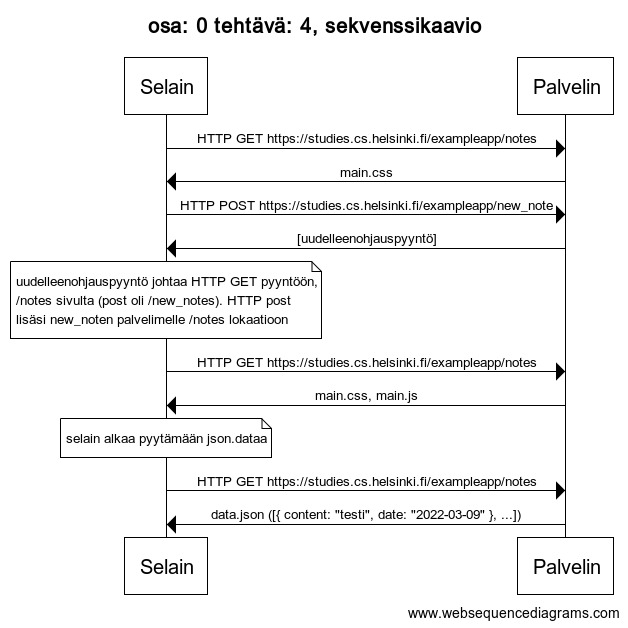 osa: 0 tehtävä: 4, sekvenssikaavio
Selain
Palvelin
HTTP GET https://studies.cs.helsinki.fi/exampleapp/notes
main.css
HTTP POST https://studies.cs.helsinki.fi/exampleapp/new_note
[uudelleenohjauspyyntö]
uudelleenohjauspyyntö johtaa HTTP GET pyyntöön,
/notes sivulta (post oli /new_notes). HTTP post
lisäsi new_noten palvelimelle /notes lokaatioon
HTTP GET https://studies.cs.helsinki.fi/exampleapp/notes
main.css, main.js
selain alkaa pyytämään json.dataa
HTTP GET https://studies.cs.helsinki.fi/exampleapp/notes
data.json ([{ content: "testi", date: "2022-03-09" }, ...])
Selain
Palvelin
www.websequencediagrams.com